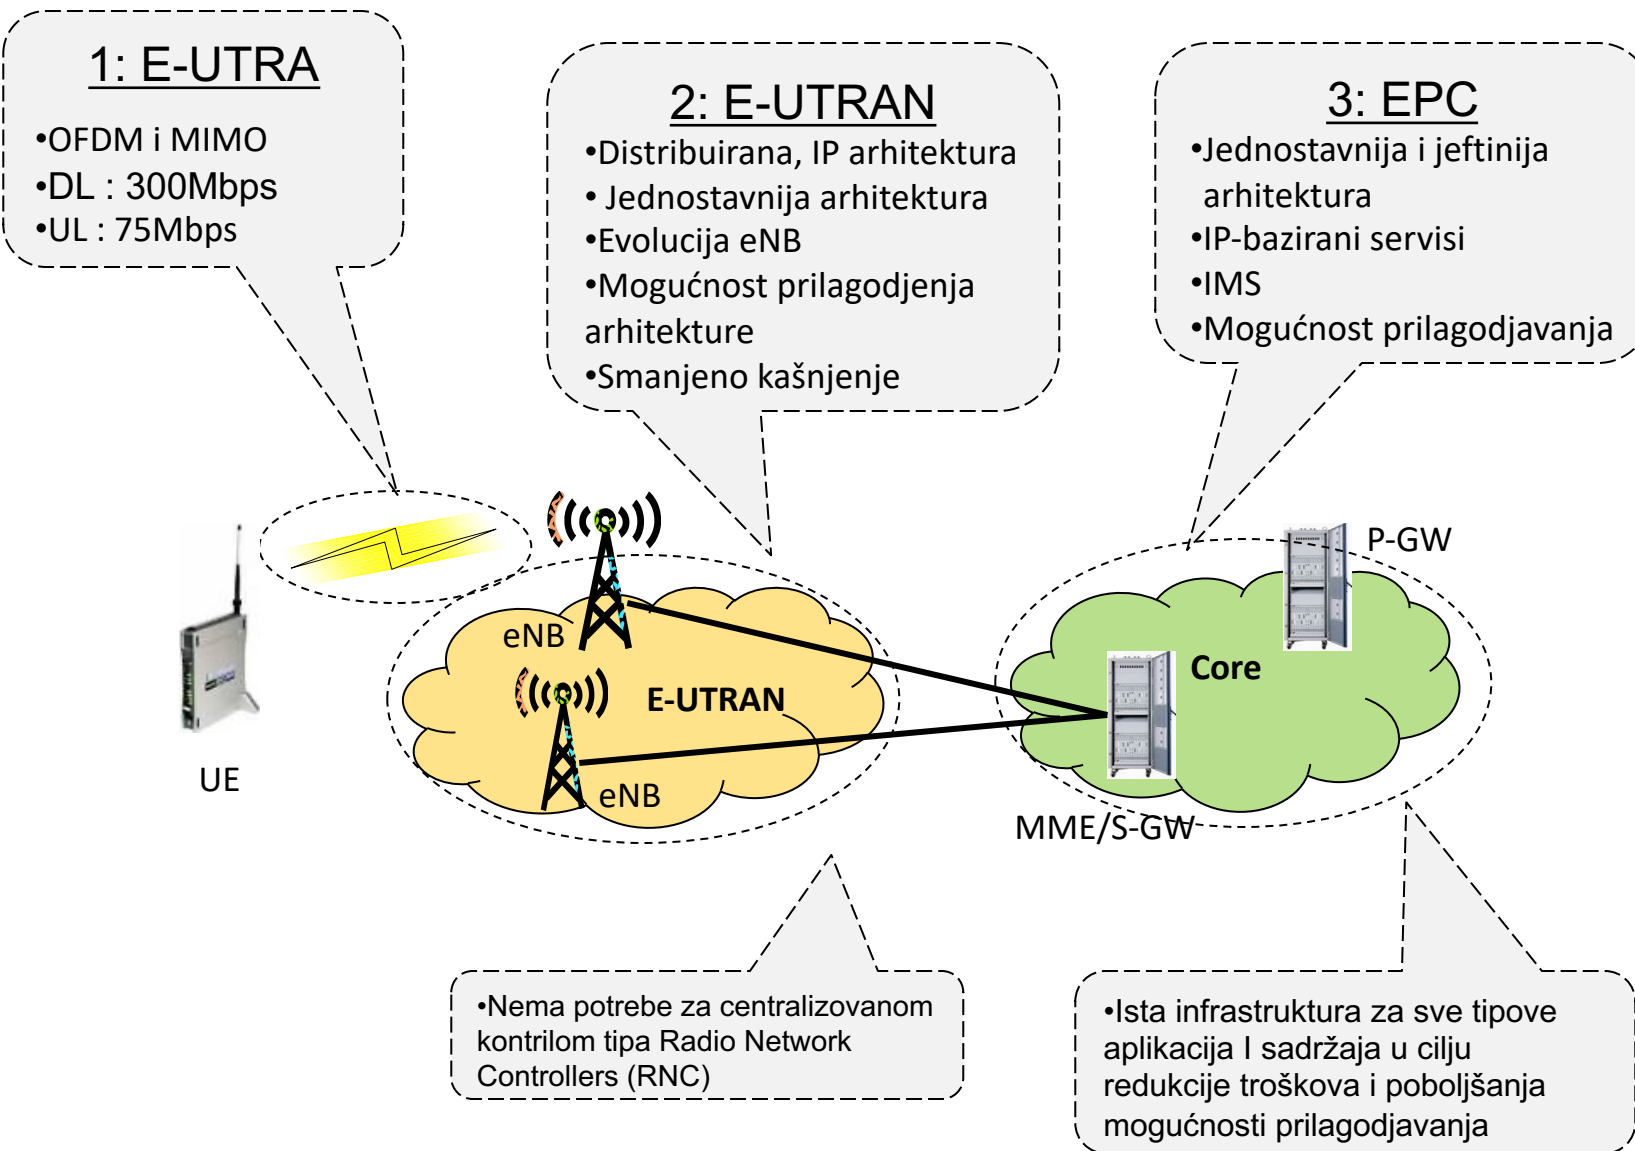 1: E-UTRA
•OFDM i MIMO
•DL : 300Mbps
•UL : 75Mbps
2: E-UTRAN
•Distribuirana, IP arhitektura
• Jednostavnija arhitektura
•Evolucija eNB
•Mogućnost prilagodjenja
arhitekture
•Smanjeno kašnjenje
3: EPC
•Jednostavnija i jeftinija
arhitektura
•IP-bazirani servisi
•IMS
•Mogućnost prilagodjavanja
P-GW
eNB
E-UTRAN
Core
UE
eNB
MME/S-GW
•Nema potrebe za centralizovanom
kontrilom tipa Radio Network
Controllers (RNC)
•Ista infrastruktura za sve tipove
aplikacija I sadržaja u cilju
redukcije troškova i poboljšanja
mogućnosti prilagodjavanja